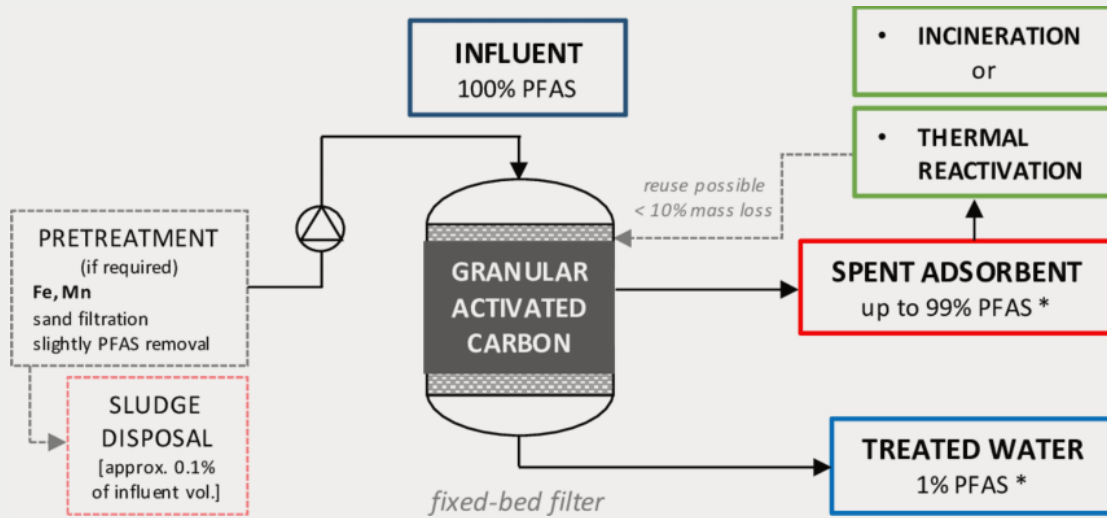 INFLUENT
100% PFAS
• INCINERATION
or
• THERMAL
REACTIVATION
reuse possible
< 10% mass loss
PRETREATMENT
(if required)
Fe, Mn
sand filtration
slightly PFAS removal
GRANULAR
ACTIVATED
CARBON
SPENT ADSORBENT
up to 99% PFAS *
SLUDGE
DISPOSAL
[approx. 0.1%
of influent vol.]
TREATED WATER
1% PFAS *
fixed-bed filter